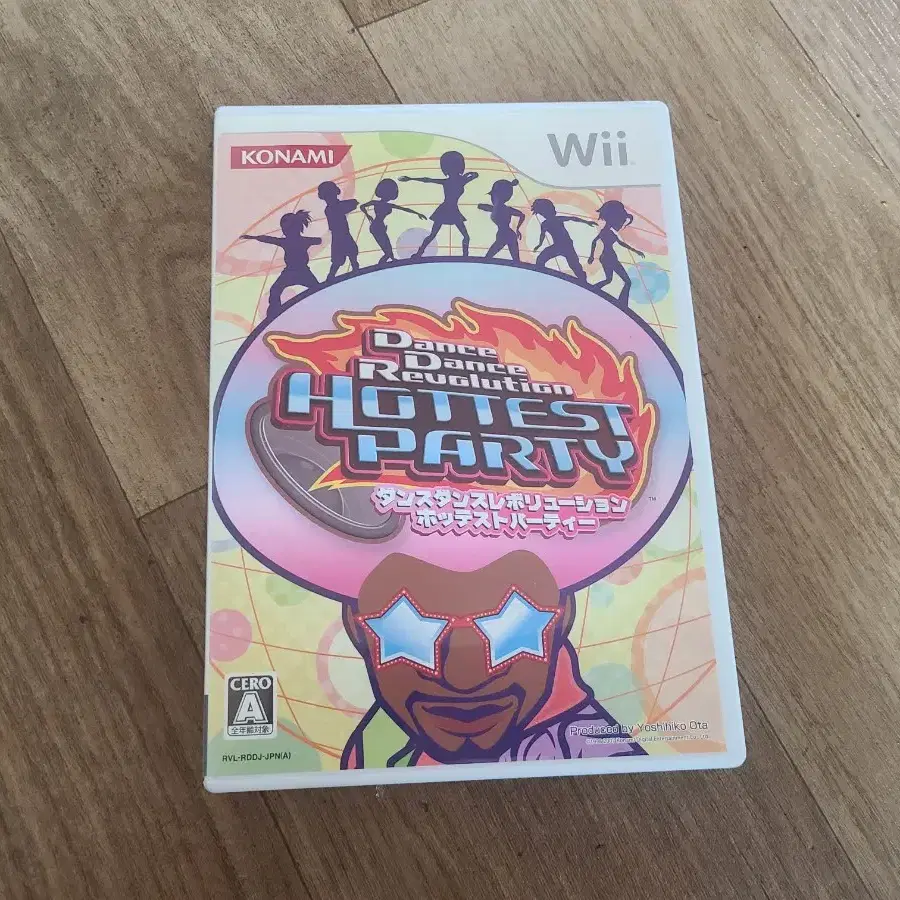 KONAMI
Wii
Dance
Dance
Revolution
HOTTEST
PARTY
TM
ダンスダンスレボリューション
ホッテストパーティー
CERO
A
全年齢対象
RVL-RDDJ-JPN(A)
Produced by Yoshihiko Ota